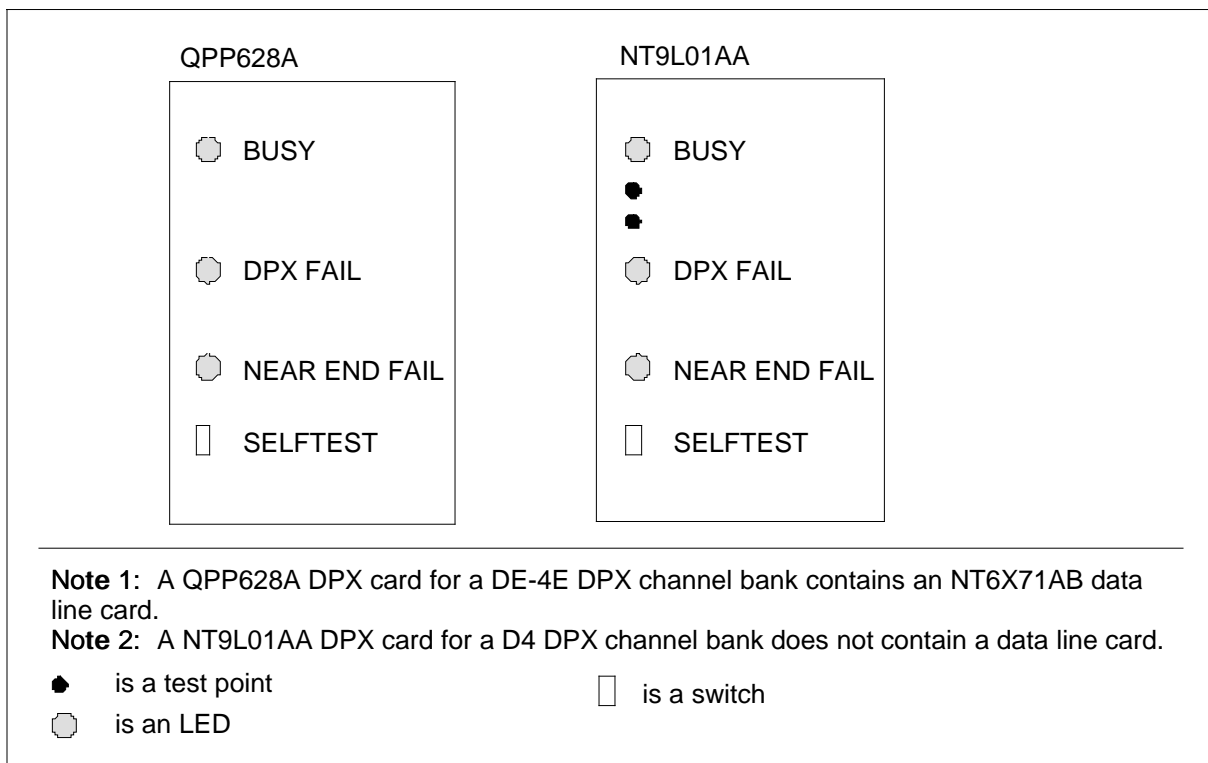 QPP628A
BUSY
DPX FAIL
NEAR END FAIL
SELFTEST
NT9L01AA
BUSY
DPX FAIL
NEAR END FAIL
SELFTEST
Note 1: A QPP628A DPX card for a DE-4E DPX channel bank contains an NT6X71AB data
line card.
Note 2: A NT9L01AA DPX card for a D4 DPX channel bank does not contain a data line card.
is a test point
is an LED
is a switch